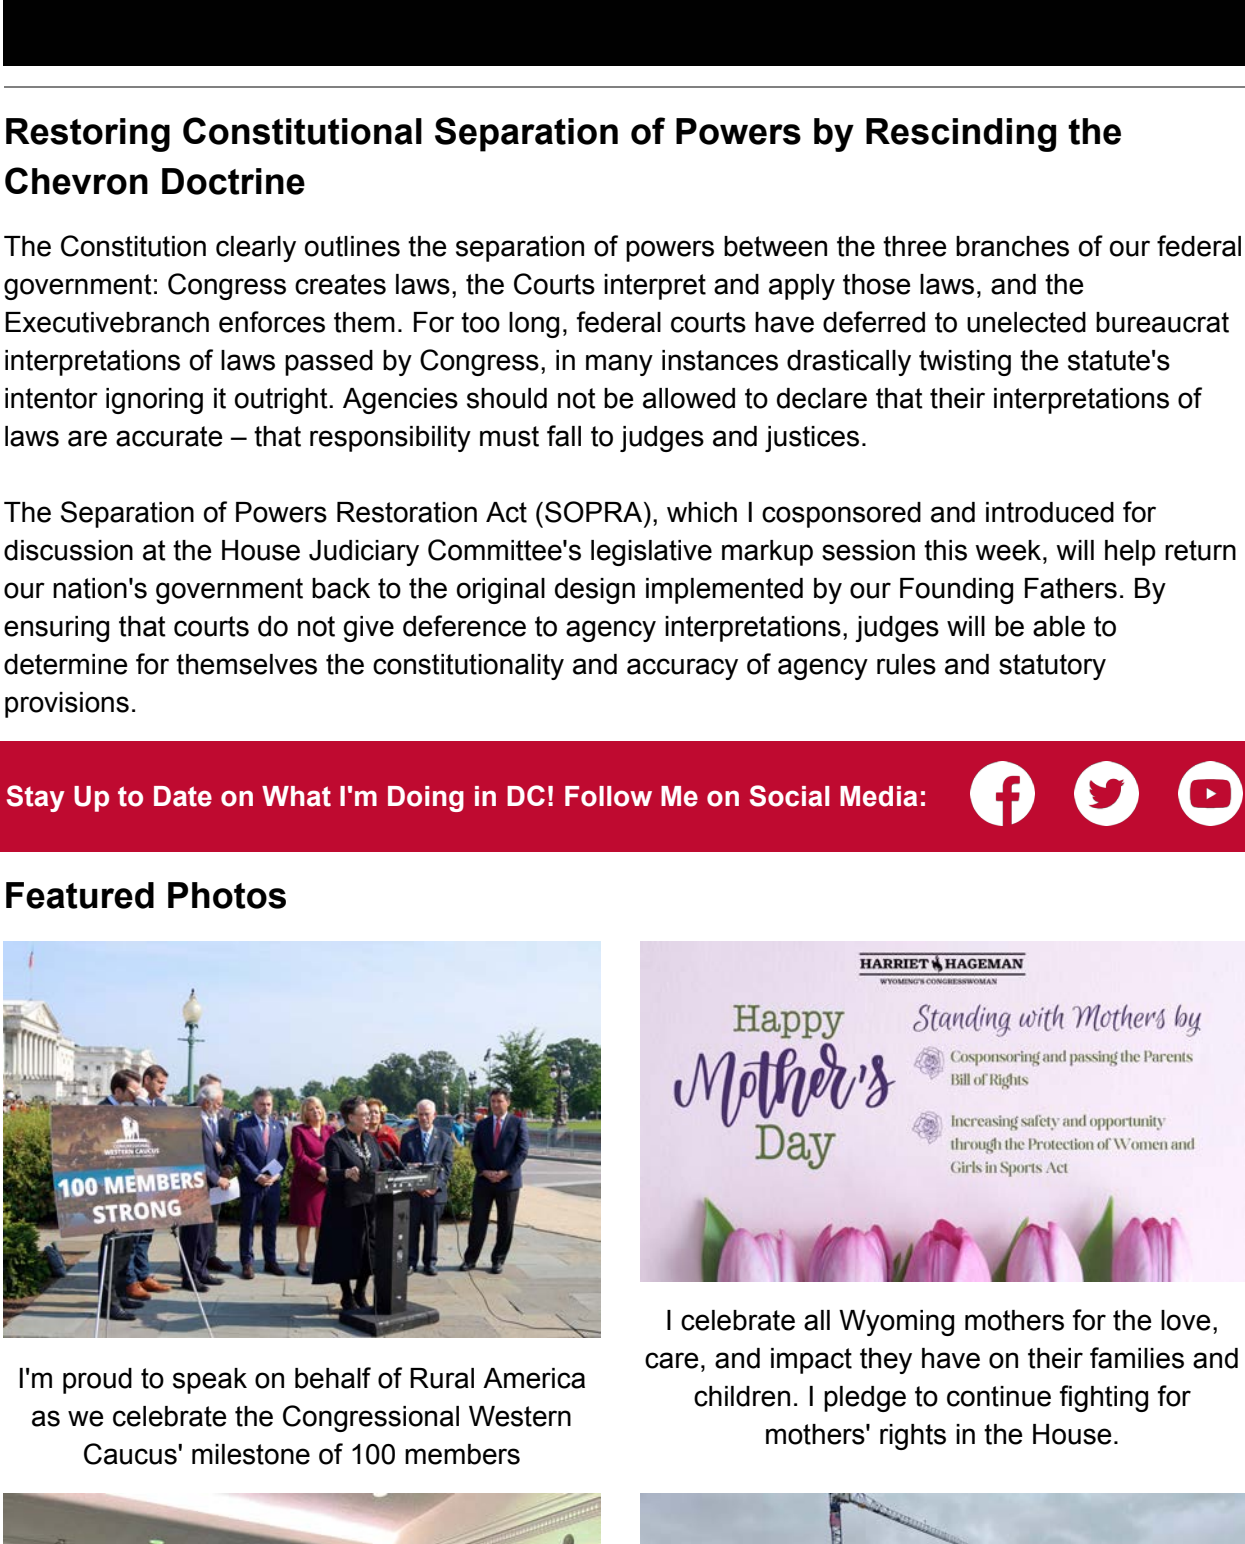 Restoring Constitutional Separation of Powers by Rescinding the
Chevron Doctrine
The Constitution clearly outlines the separation of powers between the three branches of our federal
government: Congress creates laws, the Courts interpret and apply those laws, and the
Executivebranch enforces them. For too long, federal courts have deferred to unelected bureaucrat
interpretations of laws passed by Congress, in many instances drastically twisting the statute's
intentor ignoring it outright. Agencies should not be allowed to declare that their interpretations of
laws are accurate – that responsibility must fall to judges and justices.
The Separation of Powers Restoration Act (SOPRA), which I cosponsored and introduced for
discussion at the House Judiciary Committee's legislative markup session this week, will help return
our nation's government back to the original design implemented by our Founding Fathers. By
ensuring that courts do not give deference to agency interpretations, judges will be able to
determine for themselves the constitutionality and accuracy of agency rules and statutory
provisions.
Stay Up to Date on What I'm Doing in DC! Follow Me on Social Media:
Featured Photos
CONGRESSIONAL
WESTERN CAUCUS
100 MEMBERS
STRONG
I'm proud to speak on behalf of Rural America
as we celebrate the Congressional Western
Caucus' milestone of 100 members
HARRIET HAGEMAN
WYOMING'S CONGRESSWOMAN
Happy
Mother's
Day
Standing with Mothers by
Cosponsoring and passing the Parents
Bill of Rights
Increasing safety and opportunity
through the Protection of Women and
Girls in Sports Act
I celebrate all Wyoming mothers for the love,
care, and impact they have on their families and
children. I pledge to continue fighting for
mothers' rights in the House.